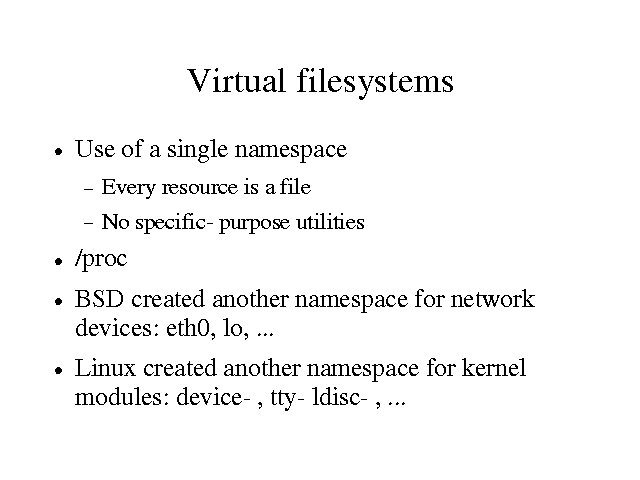 Virtual filesystems
● Use of a single namespace
– Every resource is a file
– No specific- purpose utilities
● /proc
● BSD created another namespace for network
devices: eth0, lo, ...
● Linux created another namespace for kernel
modules: device- , tty- ldisc- , ...